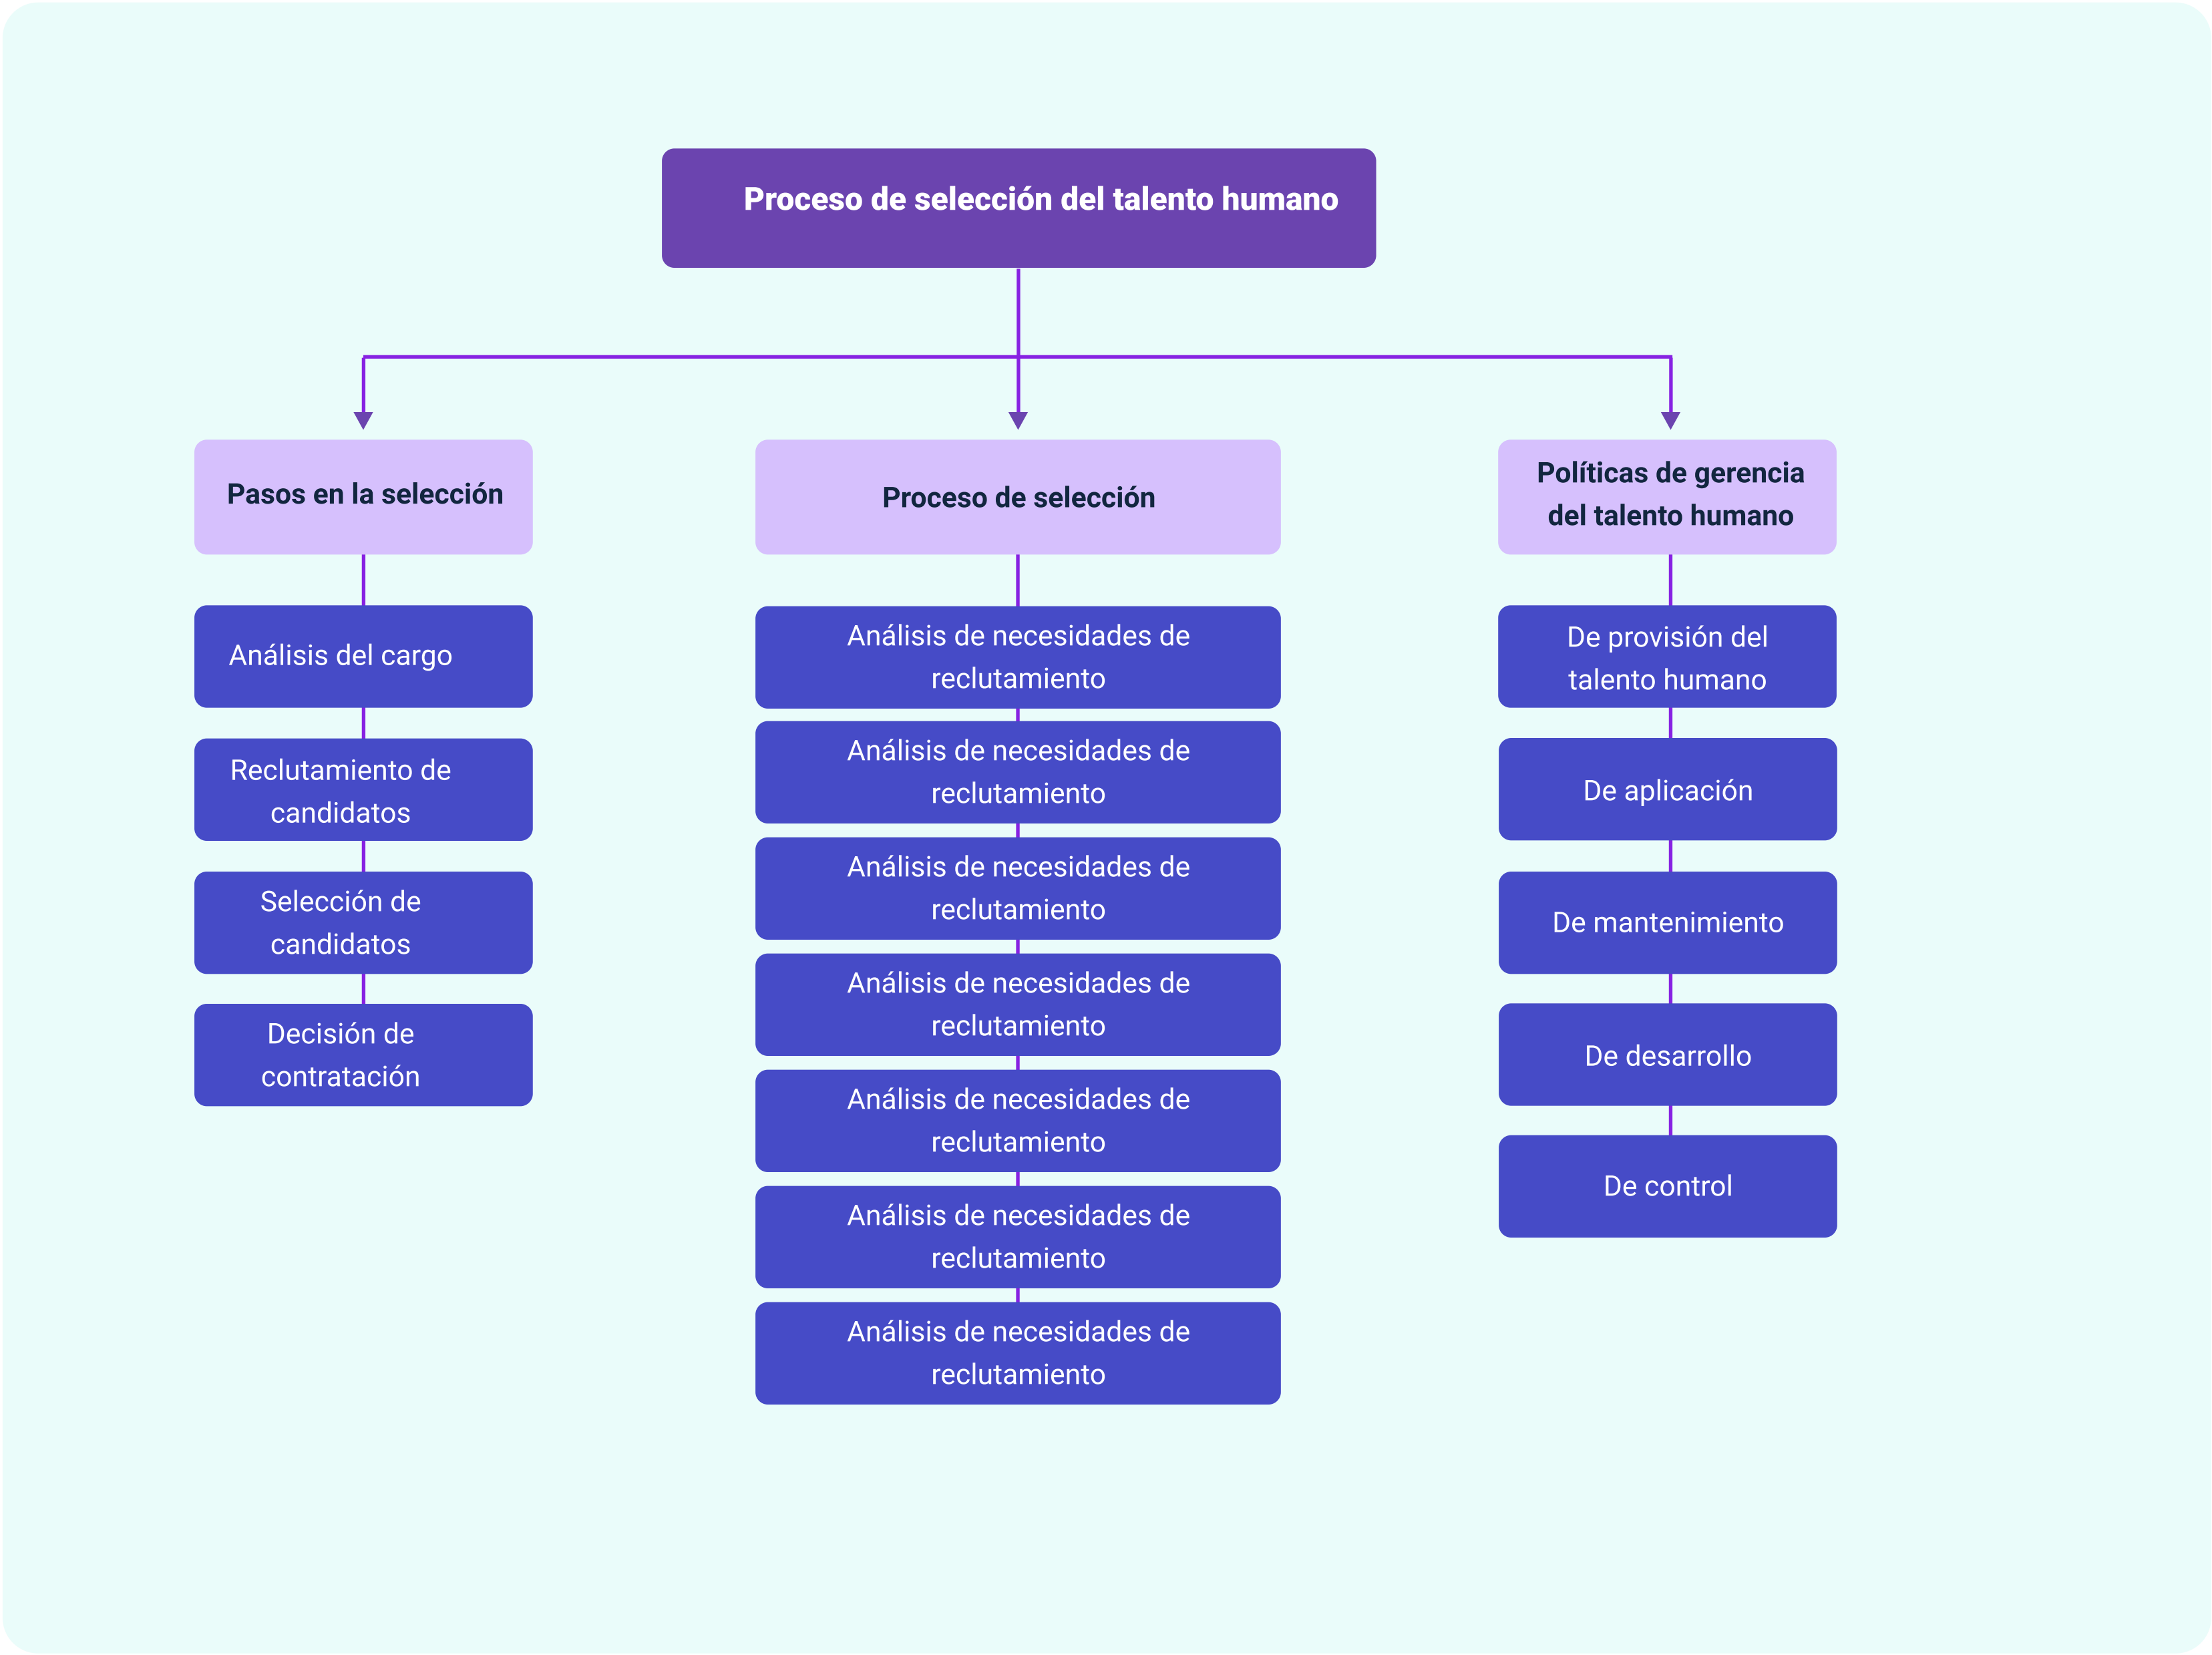 Proceso de selección del talento humano
Pasos en la selección
Análisis del cargo
Reclutamiento de
candidatos
Selección de
candidatos
Decisión de
contratación
Proceso de selección
Análisis de necesidades de
reclutamiento
Análisis de necesidades de
reclutamiento
Análisis de necesidades de
reclutamiento
Análisis de necesidades de
reclutamiento
Análisis de necesidades de
reclutamiento
Análisis de necesidades de
reclutamiento
Análisis de necesidades de
reclutamiento
Políticas de gerencia
del talento humano
De provisión del
talento humano
De aplicación
De mantenimiento
De desarrollo
De control